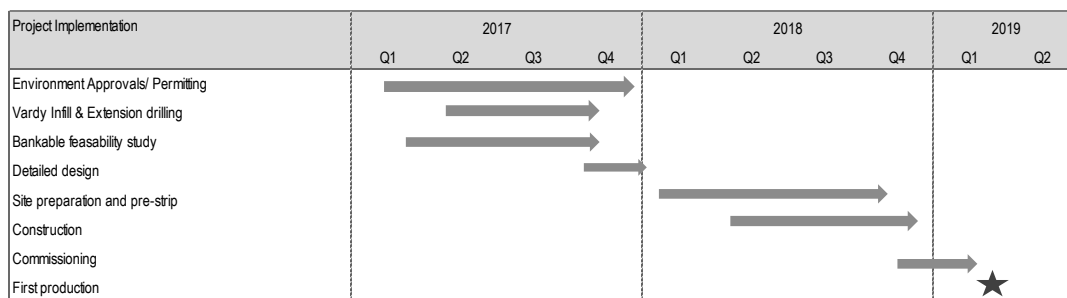 Project Implementation 2017 2018 2019
Q1 Q2 Q3 Q4 Q1 Q2 Q3 Q4 Q1 Q2
Environment Approvals/ Permitting
Vardy Infill & Extension drilling
Bankable feasability study
Detailed design
Site preparation and pre-strip
Construction
Commissioning
First production